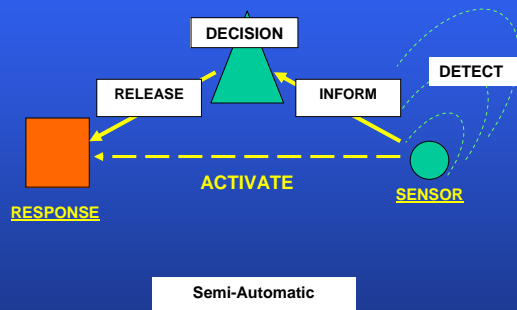 DECISION
DETECT
RELEASE
INFORM
ACTIVATE
SENSOR
RESPONSE
Semi-Automatic